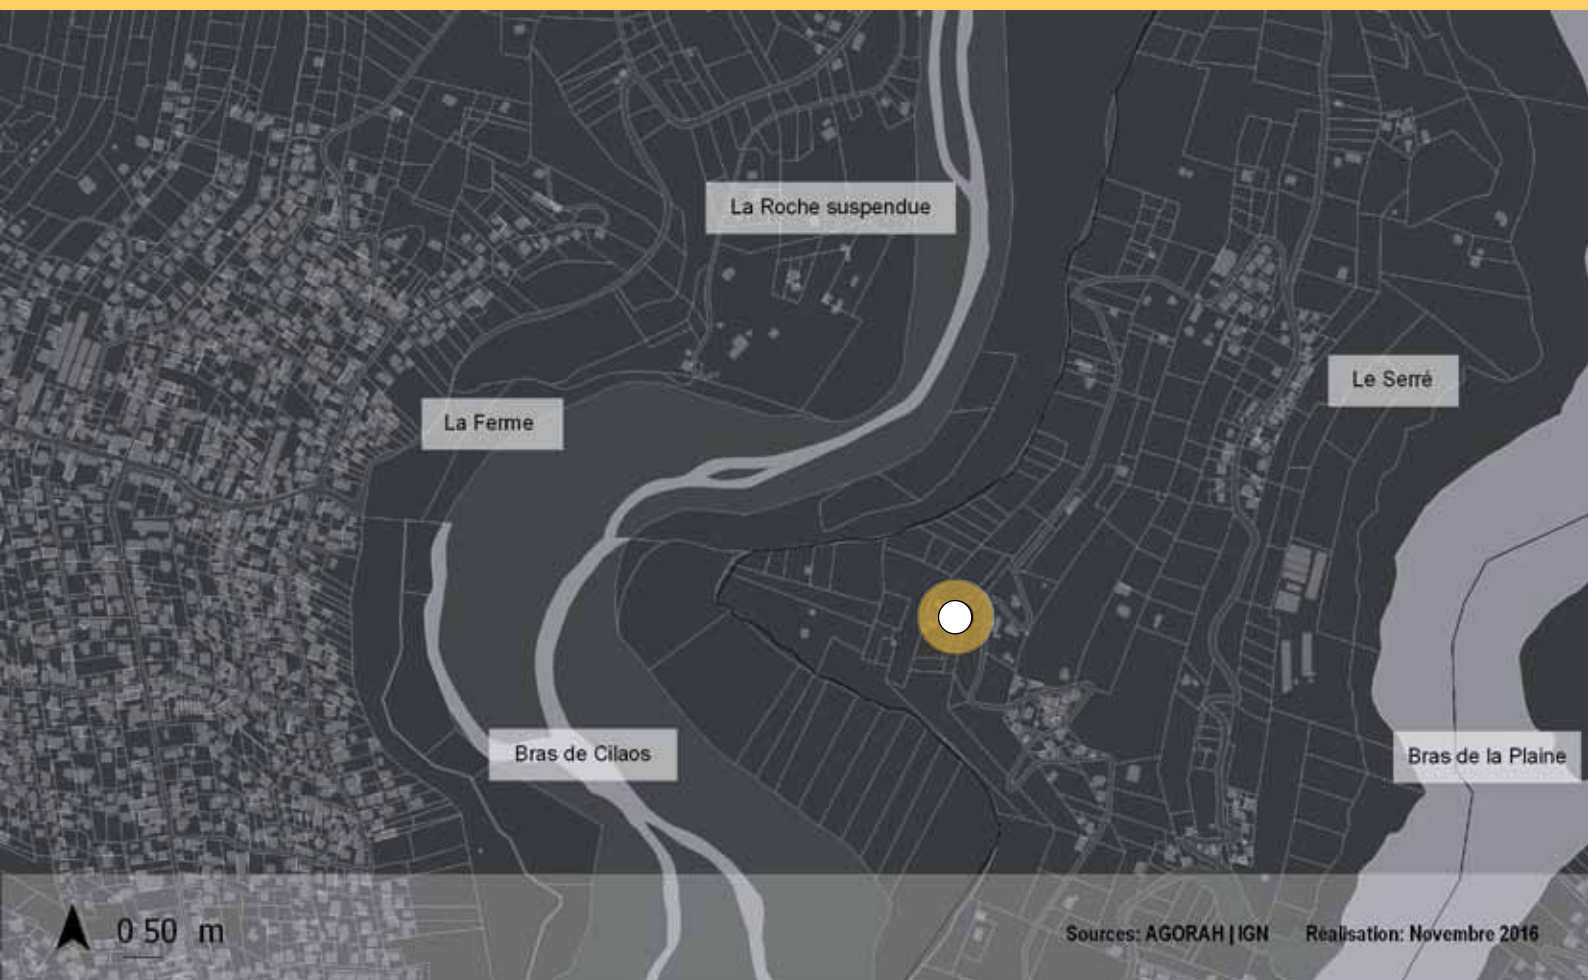 La Roche suspendue
Le Serré
La Ferme
Bras de Cilaos
Bras de la Plaine
0 50 m
Sources: AGORAH | IGN Réalisation: Novembre 2016